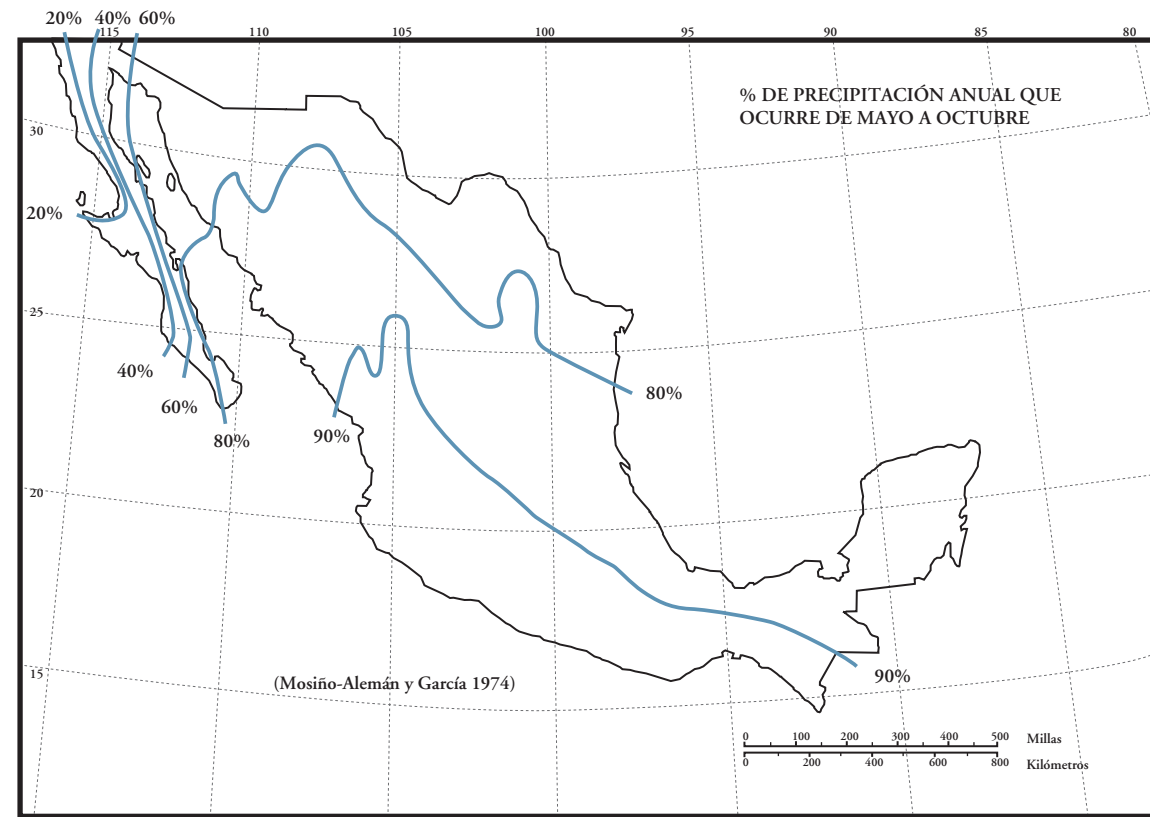 20% 40% 60%
115 110 105 100 95 90 85 80
% DE PRECIPITACIÓN ANUAL QUE
OCURRE DE MAYO A OCTUBRE
30
20%
25
40%
80%
60%
90%
80%
20
15
(Mosiño-Alemán y García 1974)
90%
0 100 200 300 400 500 Millas
0 200 400 600 800 Kilómetros